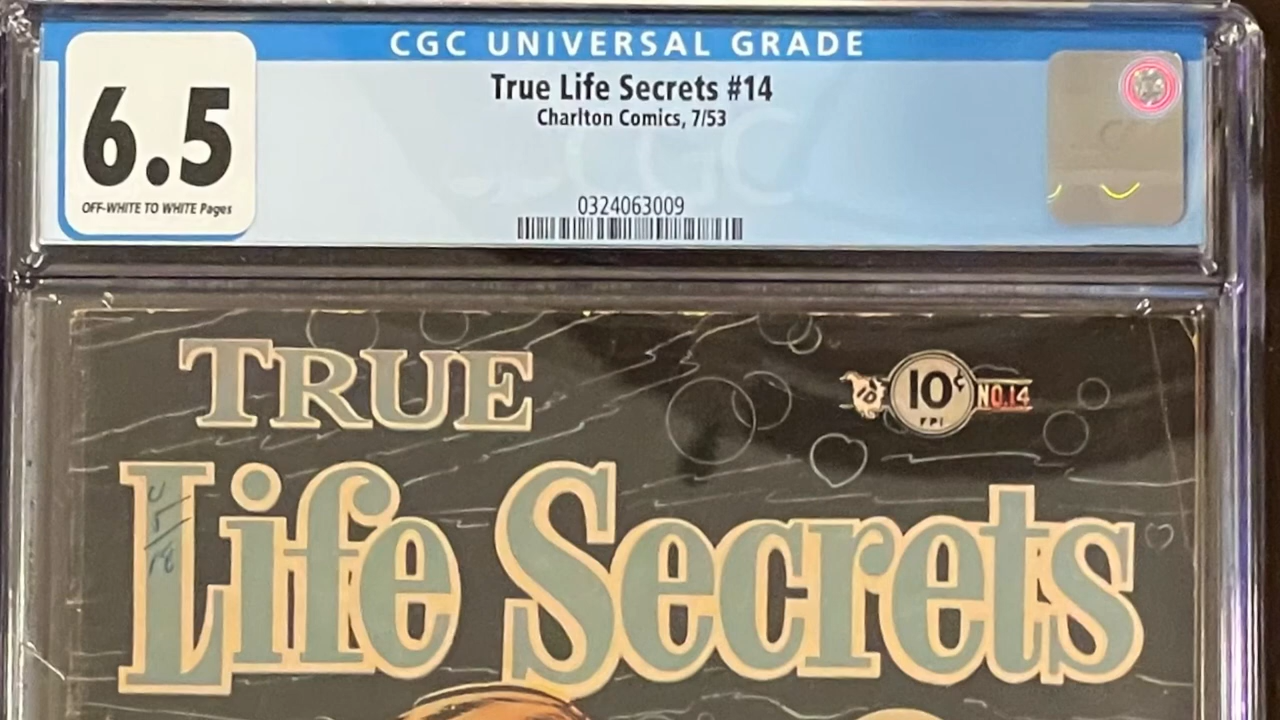 CGC UNIVERSAL GRADE
6.5
OFF-WHITE TO WHITE Pages
True Life Secrets #14
Charlton Comics, 7/53
CGC
0324063009
TRUE
10¢
NO.14
Life Secrets